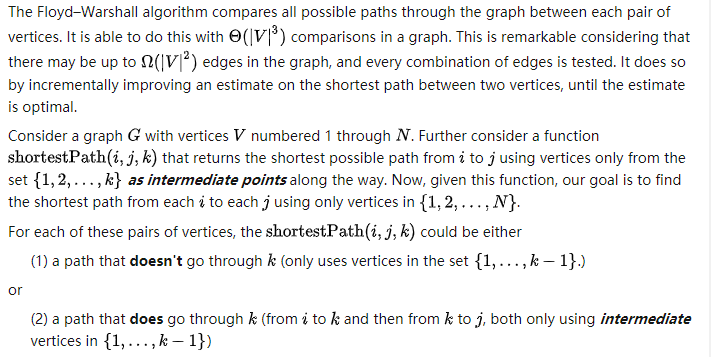 The Floyd–Warshall algorithm compares all possible paths through the graph between each pair of
vertices. It is able to do this with Θ(|V|³) comparisons in a graph. This is remarkable considering that
there may be up to Ω(|V|²) edges in the graph, and every combination of edges is tested. It does so
by incrementally improving an estimate on the shortest path between two vertices, until the estimate
is optimal.
Consider a graph G with vertices V numbered 1 through N. Further consider a function
shortestPath(i, j, k) that returns the shortest possible path from i to j using vertices only from the
set {1, 2, . . . , k} as intermediate points along the way. Now, given this function, our goal is to find
the shortest path from each i to each j using only vertices in {1, 2, . . . , N}.
For each of these pairs of vertices, the shortestPath(i, j, k) could be either
(1) a path that doesn't go through k (only uses vertices in the set {1, . . . , k − 1}.)
or
(2) a path that does go through k (from i to k and then from k to j, both only using intermediate
vertices in {1, . . . , k − 1})